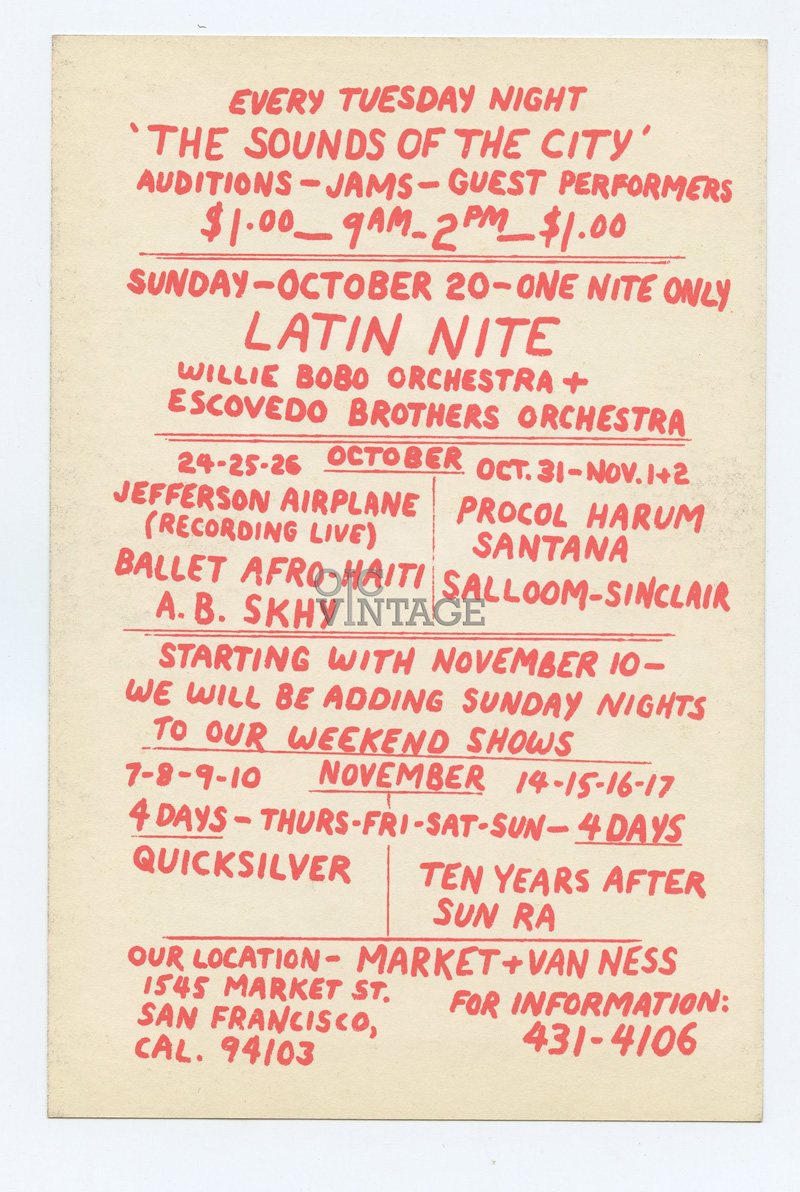 EVERY TUESDAY NIGHT
'THE SOUNDS OF THE CITY'
AUDITIONS – JAMS – GUEST PERFORMERS
$1.00 — 9AM - 2PM — $1.00
SUNDAY – OCTOBER 20 – ONE NITE ONLY
LATIN NITE
WILLIE BOBO ORCHESTRA +
ESCOVEDO BROTHERS ORCHESTRA
OCTOBER
24-25-26
JEFFERSON AIRPLANE
(RECORDING LIVE)
BALLET AFRO-HAITI
A.B. SKHY
OCT. 31 – NOV. 1+2
PROCOL HARUM
SANTANA
SALLOOM-SINCLAIR
OJC
VINTAGE
STARTING WITH NOVEMBER 10 –
WE WILL BE ADDING SUNDAY NIGHTS
TO OUR WEEKEND SHOWS
7-8-9-10 NOVEMBER 14-15-16-17
4 DAYS – THURS-FRI-SAT-SUN – 4 DAYS
QUICKSILVER
TEN YEARS AFTER
SUN RA
OUR LOCATION – MARKET + VAN NESS
1545 MARKET ST.
SAN FRANCISCO,
CAL. 94103
FOR INFORMATION:
431-4106